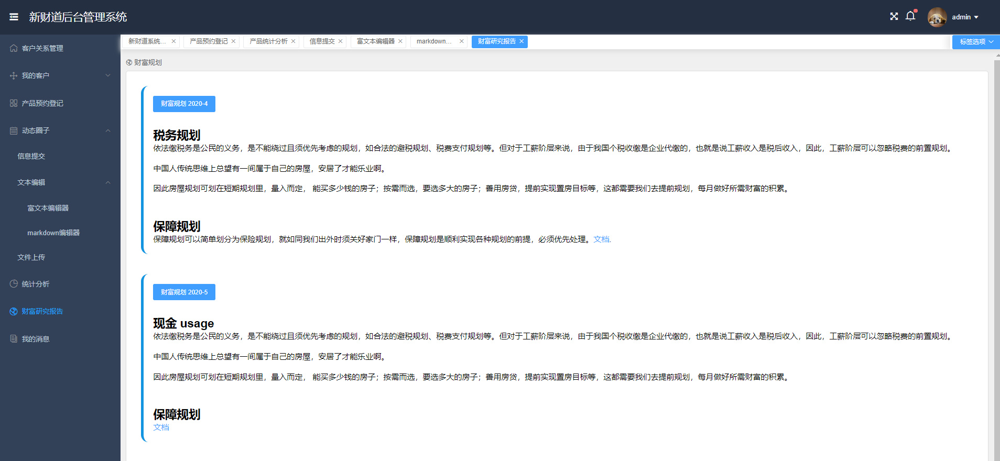 新财道后台管理系统
admin
客户关系管理
我的客户
产品预约登记
动态圈子
信息提交
文本编辑
富文本编辑器
markdown编辑器
文件上传
统计分析
财富研究报告
我的消息
新财道系统...
产品预约登记
产品统计分析
信息提交
富文本编辑器
markdown...
财富研究报告
标签选项
财富规划
财富规划 2020-4
税务规划
依法缴税务是公民的义务，是不能绕过且须优先考虑的规划，如合法的避税规划、税费支付规划等。但对于工薪阶层来说，由于我国个税收缴是企业代缴的，也就是说工薪收入是税后收入，因此，工薪阶层可以忽略税费的前置规划。
中国人传统思维上总望有一间属于自己的房屋，安居了才能乐业啊。
因此房屋规划可划在短期规划里，量入而定， 能买多少钱的房子；按需而选，要选多大的房子；善用房贷，提前实现置房目标等，这都需要我们去提前规划，每月做好所需财富的积累。
保障规划
保障规划可以简单划分为保险规划，就如同我们出外时须关好家门一样，保障规划是顺利实现各种规划的前提，必须优先处理。文档.
财富规划 2020-5
现金 usage
依法缴税务是公民的义务，是不能绕过且须优先考虑的规划，如合法的避税规划、税费支付规划等。但对于工薪阶层来说，由于我国个税收缴是企业代缴的，也就是说工薪收入是税后收入，因此，工薪阶层可以忽略税费的前置规划。
中国人传统思维上总望有一间属于自己的房屋，安居了才能乐业啊。
因此房屋规划可划在短期规划里，量入而定， 能买多少钱的房子；按需而选，要选多大的房子；善用房贷，提前实现置房目标等，这都需要我们去提前规划，每月做好所需财富的积累。
保障规划
文档